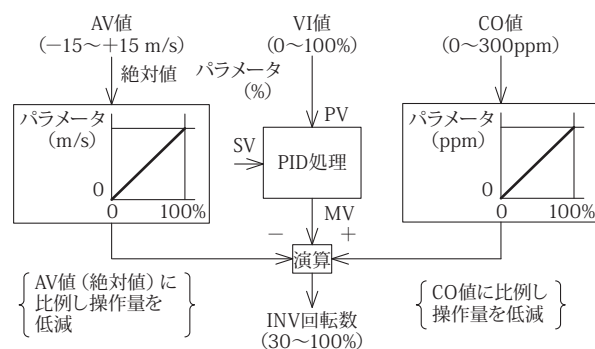 AV値
(−15〜+15 m/s)
絶対値
パラメータ
(m/s)
0
0
100%
VI値
(0〜100%)
パラメータ
(%)
PV
SV
PID処理
MV
−
+
演算
INV回転数
(30〜100%)
CO値
(0〜300ppm)
パラメータ
(ppm)
0
0
100%
AV値（絶対値）に
比例し操作量を
低減
CO値に比例し
操作量を低減